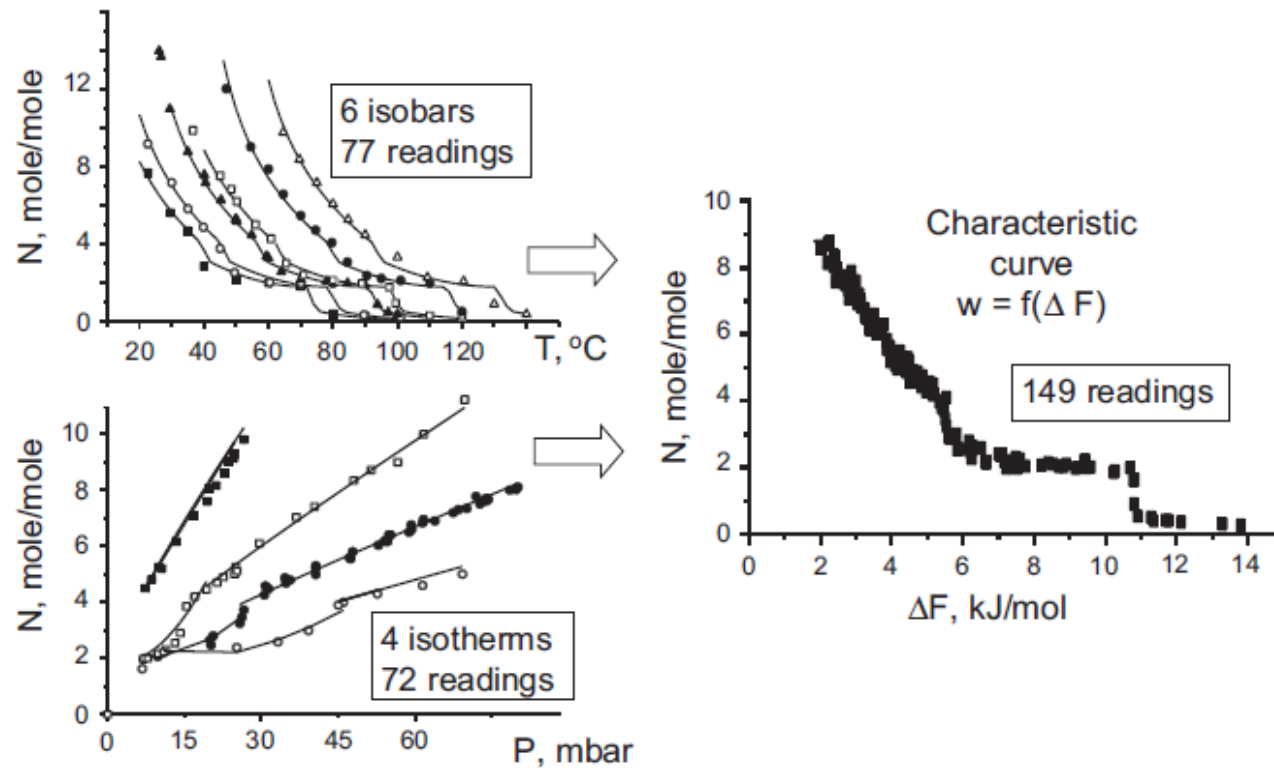 N, mole/mole
12
8
4
0
6 isobars
77 readings
20 40 60 80 100 120
T, °C
N, mole/mole
10
8
6
4
2
0
4 isotherms
72 readings
0 15 30 45 60
P, mbar
N, mole/mole
10
8
6
4
2
0
Characteristic
curve
w = f(Δ F)
149 readings
0 2 4 6 8 10 12 14
ΔF, kJ/mol